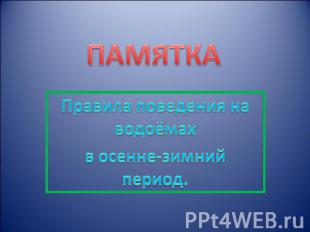 ПАМЯТКА
Правила поведения на
водоёмах
в осенне-зимний
период.
PPt4WEB.ru